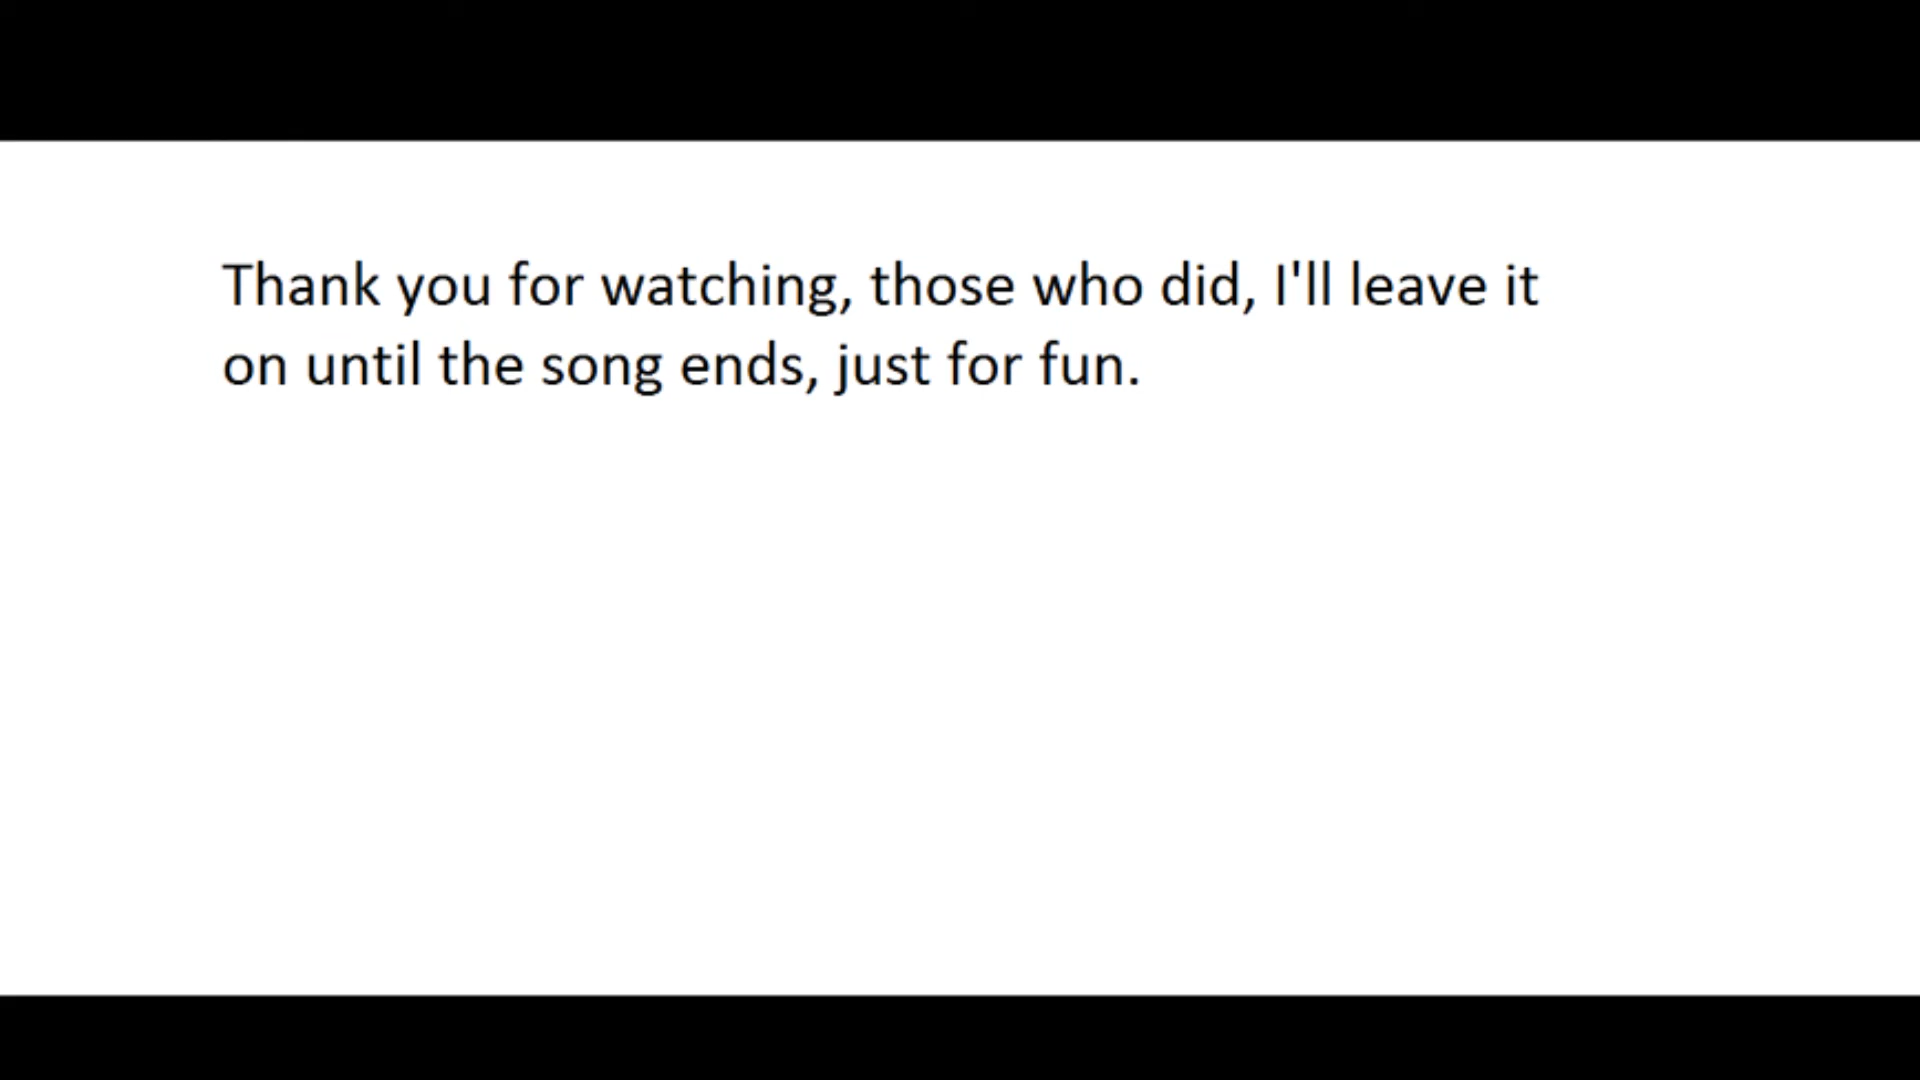 Thank you for watching, those who did, I'll leave it
on until the song ends, just for fun.